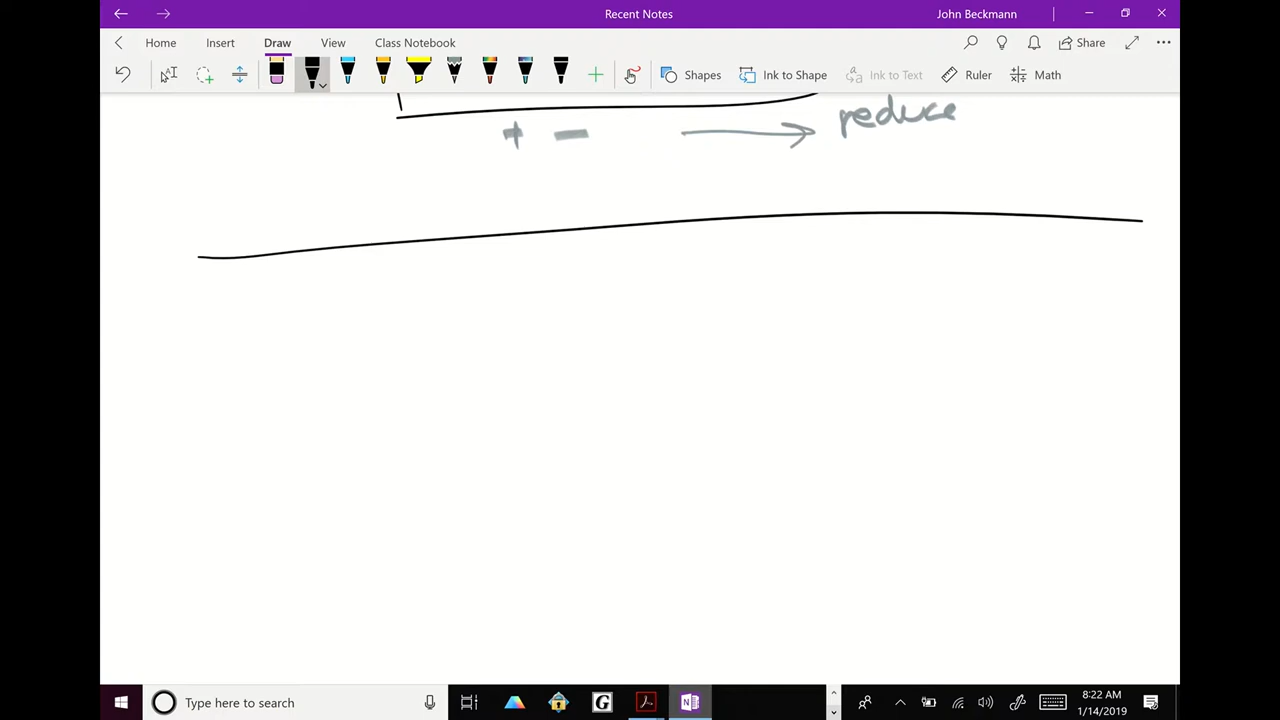 Recent Notes
John Beckmann
Home Insert Draw View Class Notebook
Share
Shapes Ink to Shape Ink to Text Ruler Math
+ - → reduce
Type here to search
G
8:22 AM
1/14/2019